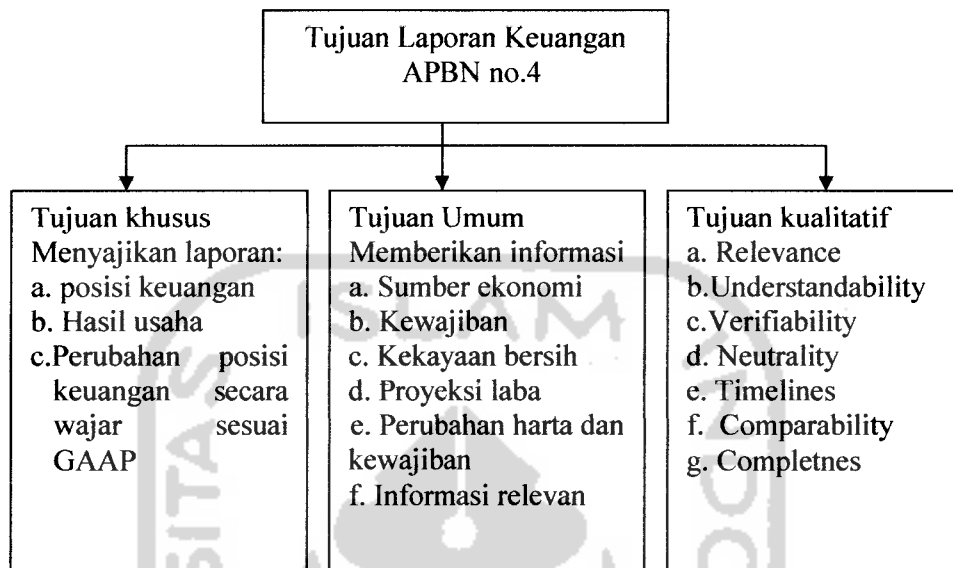 Tujuan Laporan Keuangan
APBN no.4
Tujuan khusus
Menyajikan laporan:
a. posisi keuangan
b. Hasil usaha
c.Perubahan posisi
keuangan secara
wajar sesuai
GAAP
Tujuan Umum
Memberikan informasi
a. Sumber ekonomi
b. Kewajiban
c. Kekayaan bersih
d. Proyeksi laba
e. Perubahan harta dan
kewajiban
f. Informasi relevan
Tujuan kualitatif
a. Relevance
b.Understandability
c.Verifiability
d. Neutrality
e. Timelines
f. Comparability
g. Completnes
ISLAM